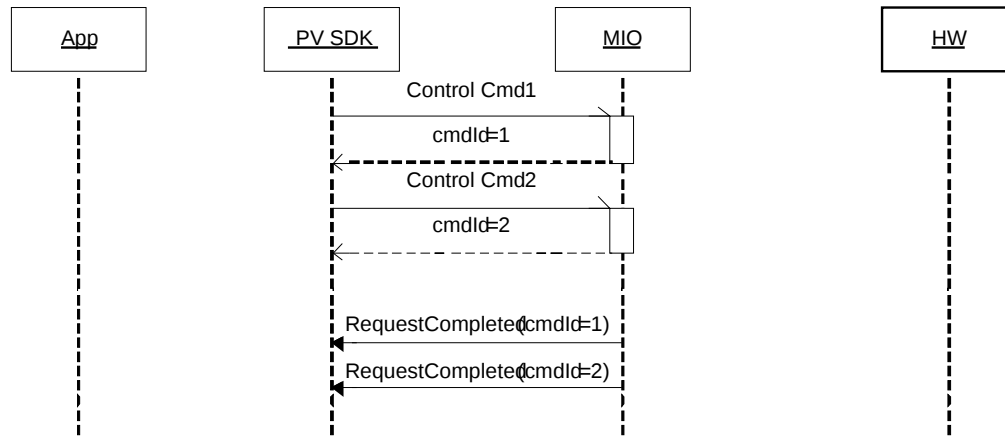 App
PV SDK
MIO
HW
Control Cmd1
cmdId=1
Control Cmd2
cmdId=2
RequestCompleted(cmdId=1)
RequestCompleted(cmdId=2)